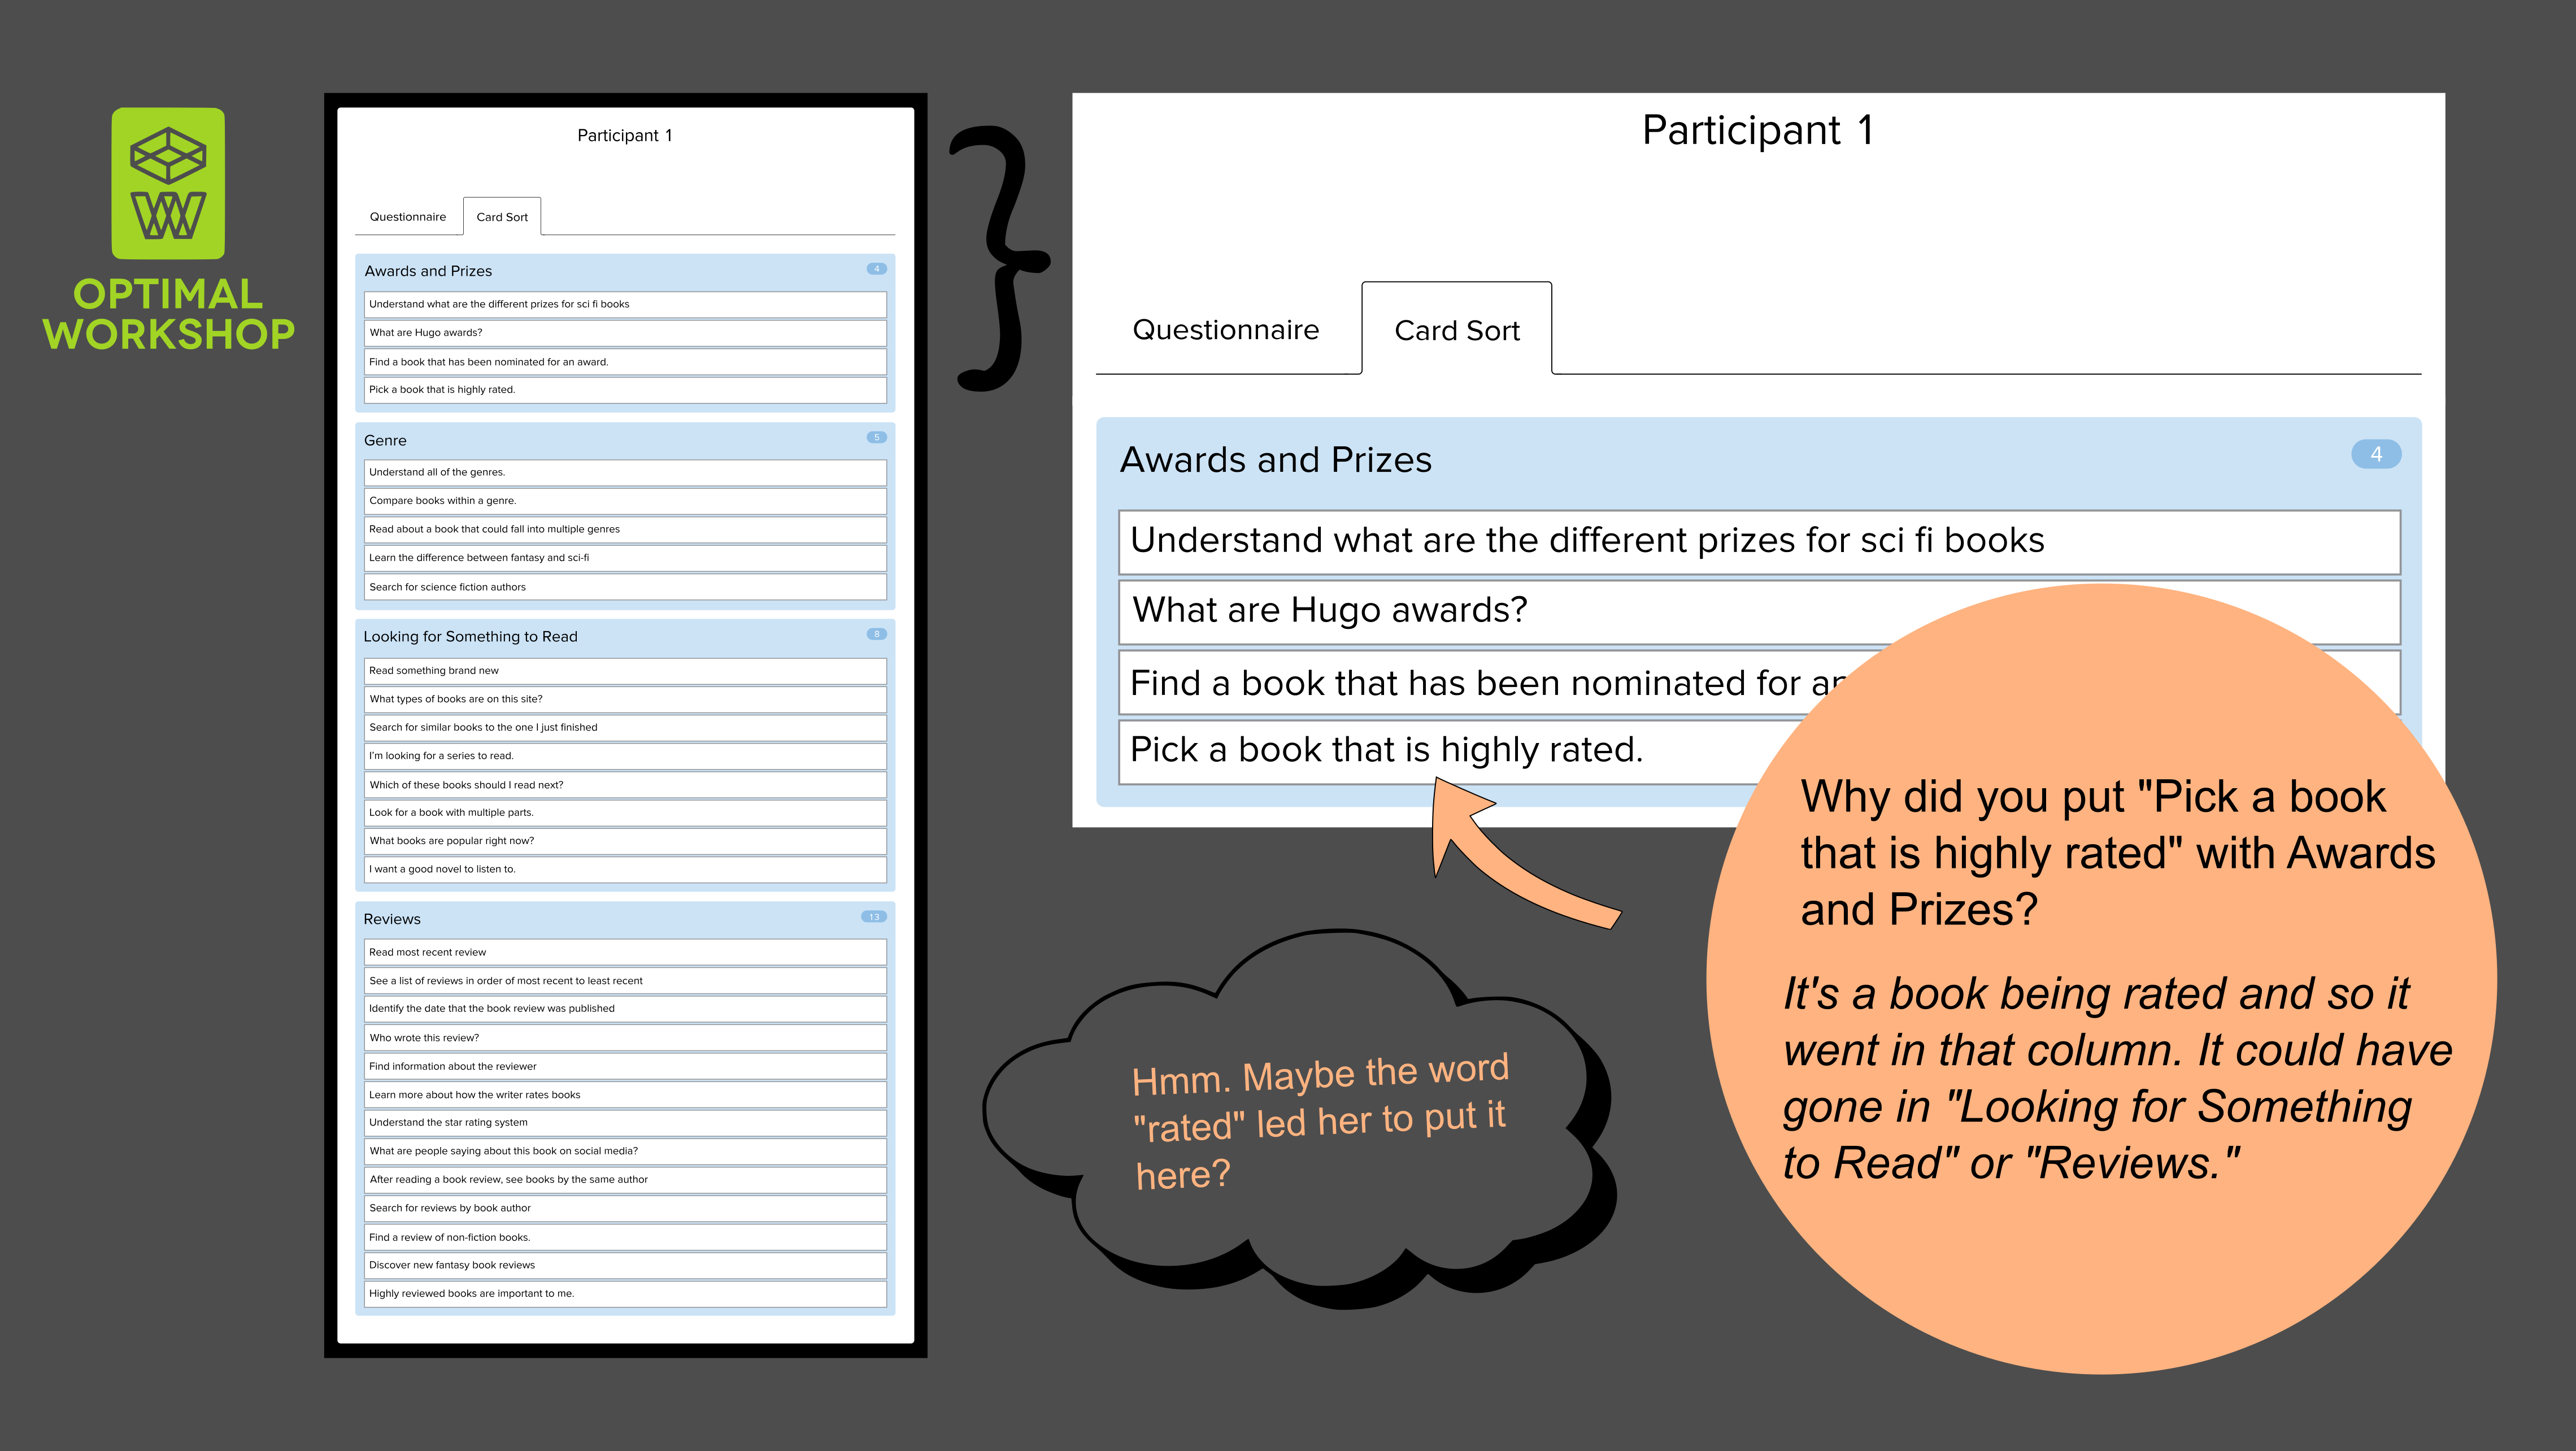 OPTIMAL
WORKSHOP
Participant 1
Questionnaire
Card Sort
Awards and Prizes
4
Understand what are the different prizes for sci fi books
What are Hugo awards?
Find a book that has been nominated for an award.
Pick a book that is highly rated.
Genre
5
Understand all of the genres.
Compare books within a genre.
Read about a book that could fall into multiple genres
Learn the difference between fantasy and sci-fi
Search for science fiction authors
Looking for Something to Read
8
Read something brand new
What types of books are on this site?
Search for similar books to the one I just finished
I'm looking for a series to read.
Which of these books should I read next?
Look for a book with multiple parts.
What books are popular right now?
I want a good novel to listen to.
Reviews
13
Read most recent review
See a list of reviews in order of most recent to least recent
Identify the date that the book review was published
Who wrote this review?
Find information about the reviewer
Learn more about how the writer rates books
Understand the star rating system
What are people saying about this book on social media?
After reading a book review, see books by the same author
Search for reviews by book author
Find a review of non-fiction books.
Discover new fantasy book reviews
Highly reviewed books are important to me.
}
Participant 1
Questionnaire
Card Sort
Awards and Prizes
4
Understand what are the different prizes for sci fi books
What are Hugo awards?
Find a book that has been nominated for
Pick a book that is highly rated.
Why did you put "Pick a book
that is highly rated" with Awards
and Prizes?
It's a book being rated and so it
went in that column. It could have
gone in "Looking for Something
to Read" or "Reviews."
Hmm. Maybe the word
"rated" led her to put it
here?